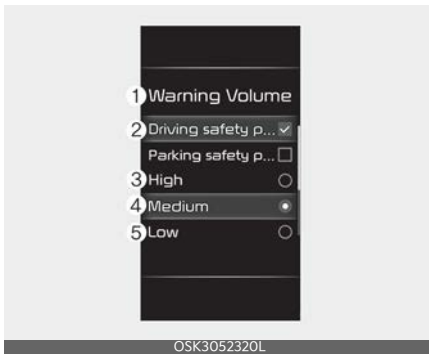 1 Warning Volume
2 Driving safety p...
Parking safety p...
3 High
4 Medium
5 Low
OSK3052320L